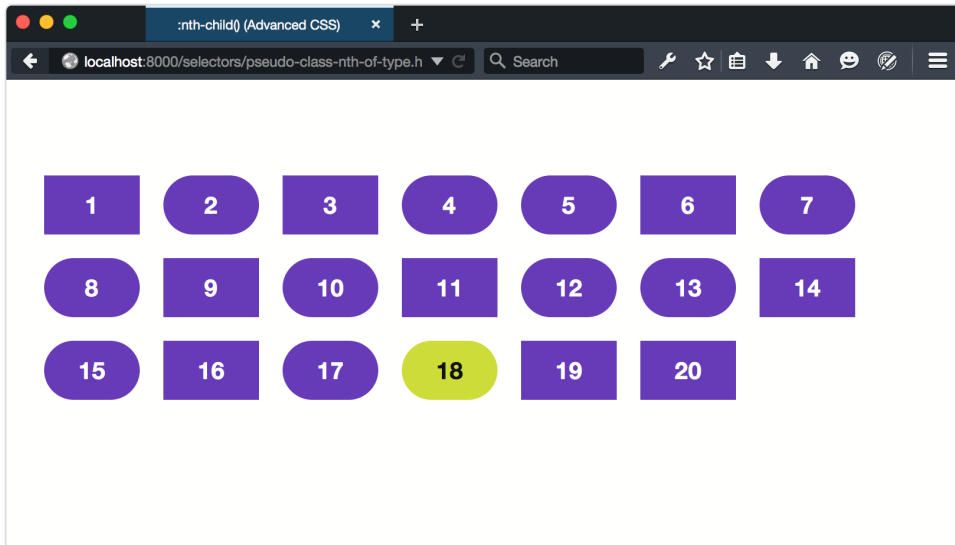 :nth-child() (Advanced CSS) × +
localhost:8000/selectors/pseudo-class-nth-of-type.h Search
1 2 3 4 5 6 7
8 9 10 11 12 13 14
15 16 17 18 19 20